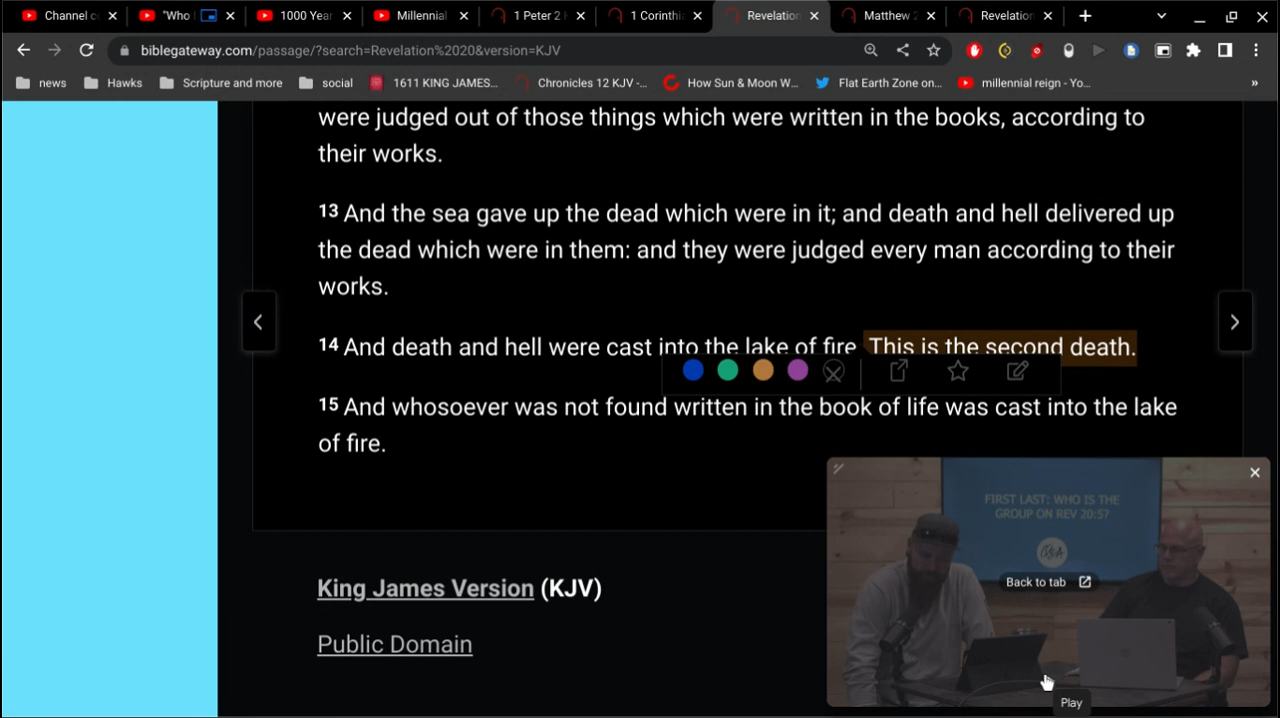 Channel c
"Who
1000 Year
Millennial
1 Peter 2
1 Corinthi
Revelation
Matthew 2
Revelation
biblegateway.com/passage/?search=Revelation%2020&version=KJV
news
Hawks
Scripture and more
social
1611 KING JAMES...
Chronicles 12 KJV -...
How Sun & Moon W...
Flat Earth Zone on...
millennial reign - Yo...
»
were judged out of those things which were written in the books, according to
their works.
13 And the sea gave up the dead which were in it; and death and hell delivered up
the dead which were in them: and they were judged every man according to their
works.
14 And death and hell were cast into the lake of fire. This is the second death.
15 And whosoever was not found written in the book of life was cast into the lake
of fire.
King James Version (KJV)
Public Domain
FIRST LAST: WHO IS THE
GROUP ON REV 20:5?
Q&A
Back to tab
Play